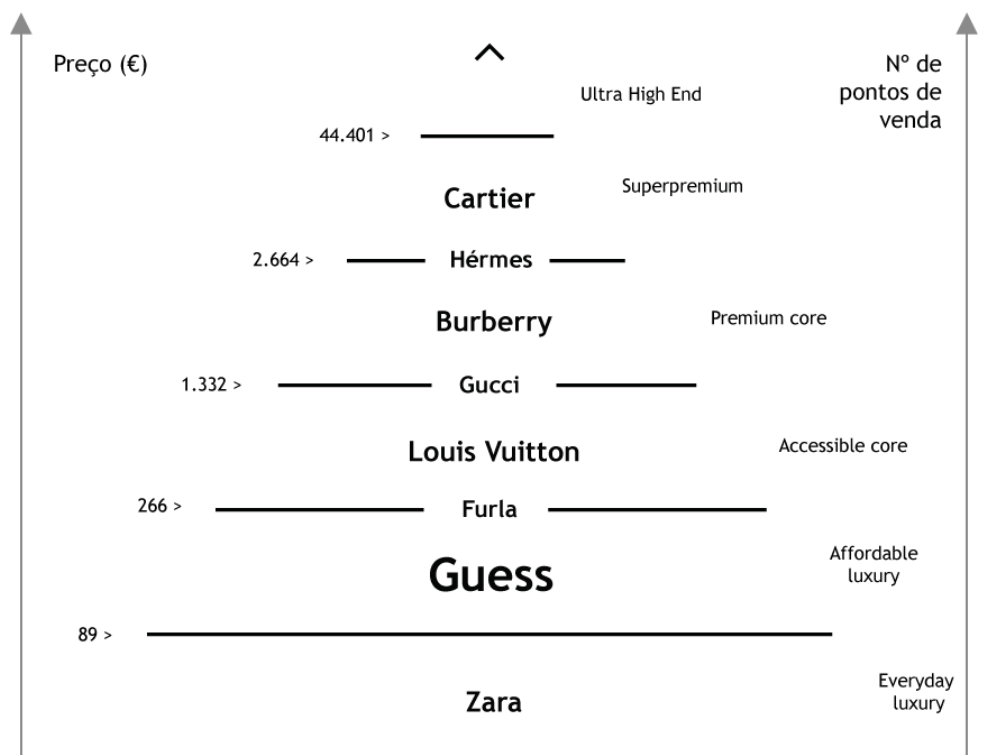 Preço (€)
Nº de
pontos de
venda
Ultra High End
44.401 >
Cartier
Superpremium
2.664 >
Hérmes
Burberry
Premium core
1.332 >
Gucci
Louis Vuitton
Accessible core
266 >
Furla
Affordable
luxury
Guess
89 >
Everyday
luxury
Zara